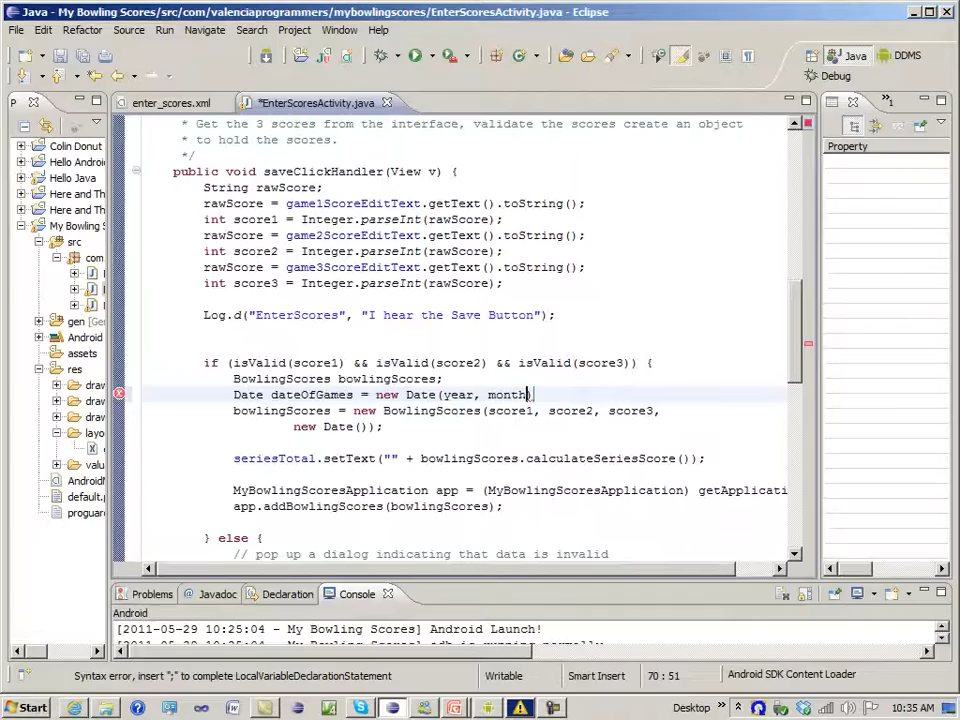 Java - My Bowling Scores/src/com/valenciaprogrammers/mybowlingscores/EnterScoresActivity.java - Eclipse
File Edit Refactor Source Run Navigate Search Project Window Help
Java DDMS
Debug
P enter_scores.xml *EnterScoresActivity.java »1
Property
Colin Donut
Hello Androi
Hello Java
Here and Th
Here and Th
My Bowling S
src
com
gen [Gen
Android
assets
res
draw
draw
draw
layo
valu
AndroidM
default.p
proguard
* Get the 3 scores from the interface, validate the scores create an object
* to hold the scores.
*/
public void saveClickHandler(View v) {
String rawScore;
rawScore = game1ScoreEditText.getText().toString();
int score1 = Integer.parseInt(rawScore);
rawScore = game2ScoreEditText.getText().toString();
int score2 = Integer.parseInt(rawScore);
rawScore = game3ScoreEditText.getText().toString();
int score3 = Integer.parseInt(rawScore);
Log.d("EnterScores", "I hear the Save Button");
if (isValid(score1) && isValid(score2) && isValid(score3)) {
BowlingScores bowlingScores;
Date dateOfGames = new Date(year, month)
bowlingScores = new BowlingScores(score1, score2, score3,
new Date());
seriesTotal.setText("" + bowlingScores.calculateSeriesScore());
MyBowlingScoresApplication app = (MyBowlingScoresApplication) getApplicati
app.addBowlingScores(bowlingScores);
} else {
// pop up a dialog indicating that data is invalid
Problems Javadoc Declaration Console
Android
[2011-05-29 10:25:04 - My Bowling Scores] Android Launch!
Syntax error, insert ";" to complete LocalVariableDeclarationStatement Writable Smart Insert 70 : 51 Android SDK Content Loader
Start Desktop » 10:35 AM